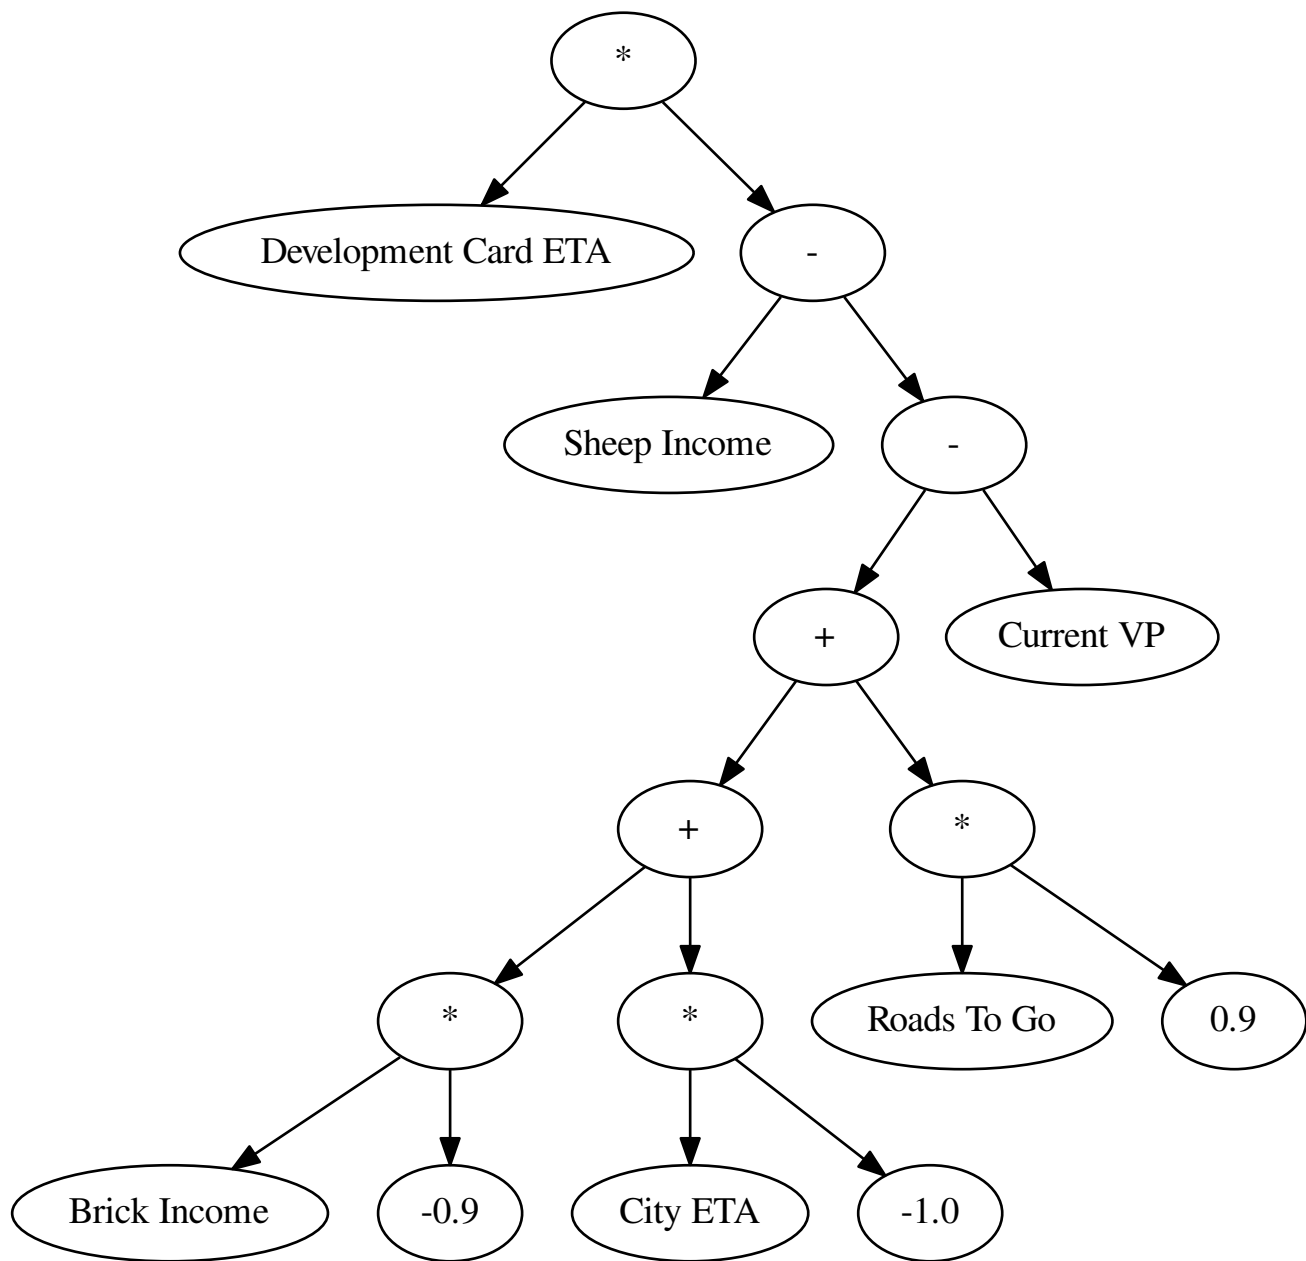 *
Development Card ETA
-
Sheep Income
-
+
Current VP
+
*
*
*
Roads To Go
0.9
Brick Income
-0.9
City ETA
-1.0